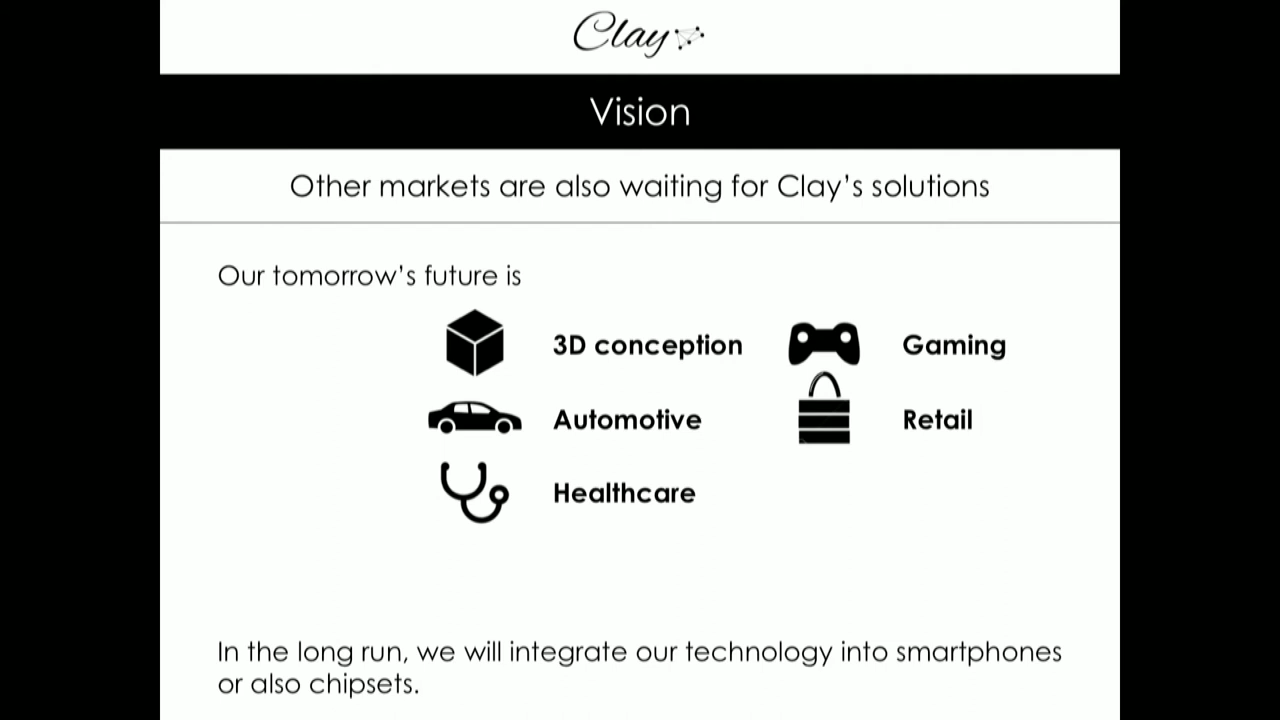 Clay
Vision
Other markets are also waiting for Clay's solutions
Our tomorrow's future is
3D conception
Gaming
Automotive
Retail
Healthcare
In the long run, we will integrate our technology into smartphones
or also chipsets.